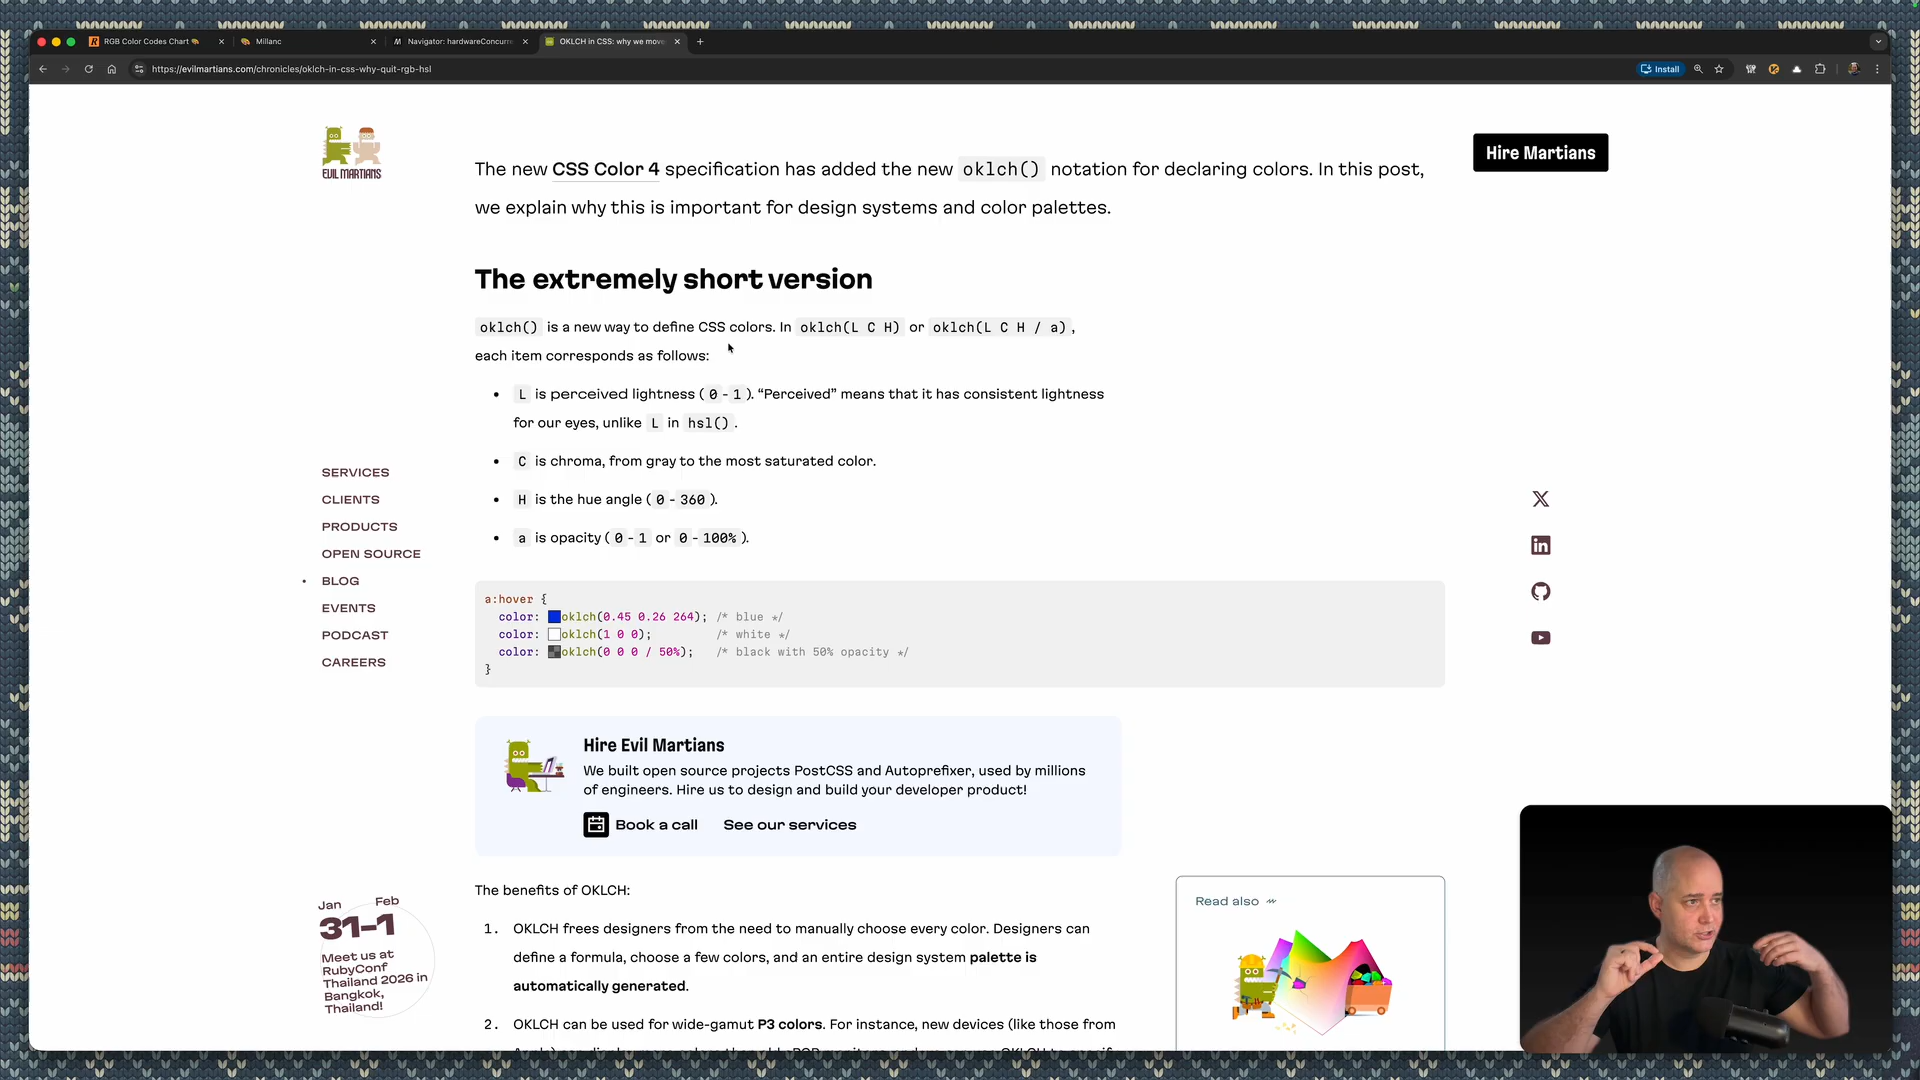 RGB Color Codes Chart
Millanc
Navigator: hardwareConcurre
OKLCH in CSS: why we move
https://evilmartians.com/chronicles/oklch-in-css-why-quit-rgb-hsl
Install
EVIL MARTIANS
Hire Martians
The new CSS Color 4 specification has added the new oklch() notation for declaring colors. In this post,
we explain why this is important for design systems and color palettes.
The extremely short version
oklch() is a new way to define CSS colors. In oklch(L C H) or oklch(L C H / a) ,
each item corresponds as follows:
• L is perceived lightness ( 0 - 1 ). “Perceived” means that it has consistent lightness
for our eyes, unlike L in hsl() .
• C is chroma, from gray to the most saturated color.
• H is the hue angle ( 0 - 360 ).
• a is opacity ( 0 - 1 or 0 - 100% ).
SERVICES
CLIENTS
PRODUCTS
OPEN SOURCE
• BLOG
EVENTS
PODCAST
CAREERS
a:hover {
color: oklch(0.45 0.26 264); /* blue */
color: oklch(1 0 0); /* white */
color: oklch(0 0 0 / 50%); /* black with 50% opacity */
}
Hire Evil Martians
We built open source projects PostCSS and Autoprefixer, used by millions
of engineers. Hire us to design and build your developer product!
Book a call See our services
The benefits of OKLCH:
1. OKLCH frees designers from the need to manually choose every color. Designers can
define a formula, choose a few colors, and an entire design system palette is
automatically generated.
2. OKLCH can be used for wide-gamut P3 colors. For instance, new devices (like those from
Read also
Jan Feb
31–1
Meet us at
RubyConf
Thailand 2026 in
Bangkok,
Thailand!